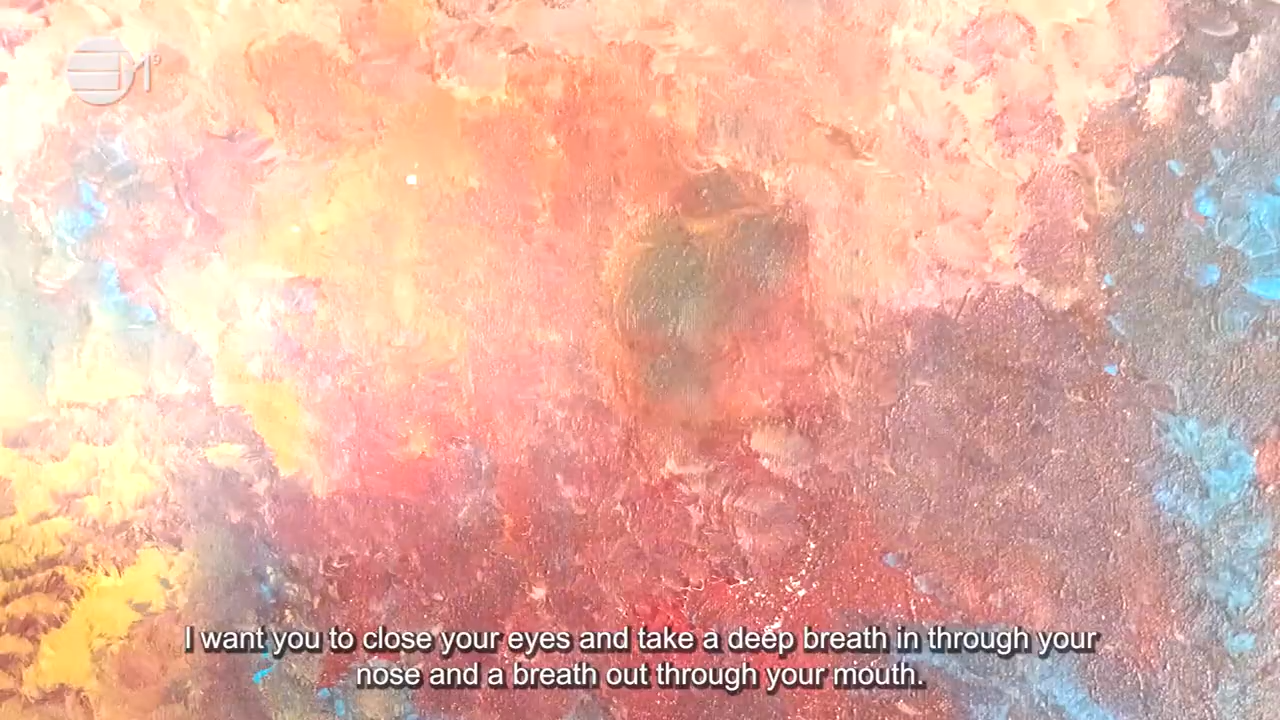 I want you to close your eyes and take a deep breath in through your
nose and a breath out through your mouth.